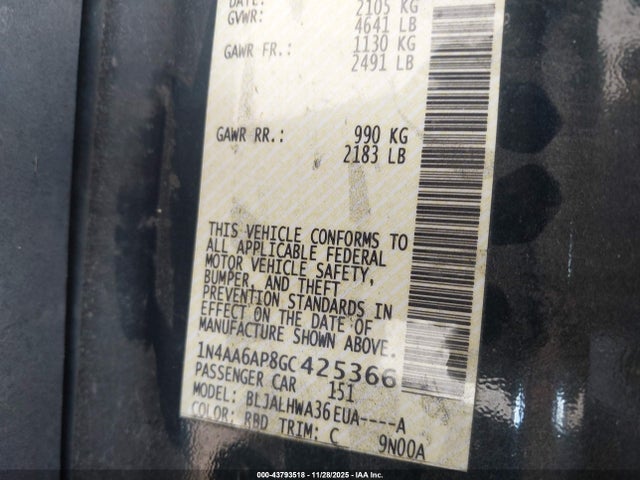 DATE:
GVWR: 2105 KG
4641 LB
GAWR FR.: 1130 KG
2491 LB
GAWR RR.: 990 KG
2183 LB
THIS VEHICLE CONFORMS TO
ALL APPLICABLE FEDERAL
MOTOR VEHICLE SAFETY,
BUMPER, AND THEFT
PREVENTION STANDARDS IN
EFFECT ON THE DATE OF
MANUFACTURE SHOWN ABOVE.
1N4AA6AP8GC425366
PASSENGER CAR 151
MODEL: BLJALHWA36EUA----A
COLOR: RBD TRIM: C 9N00A
000-43793518 - 11/28/2025 - IAA Inc.